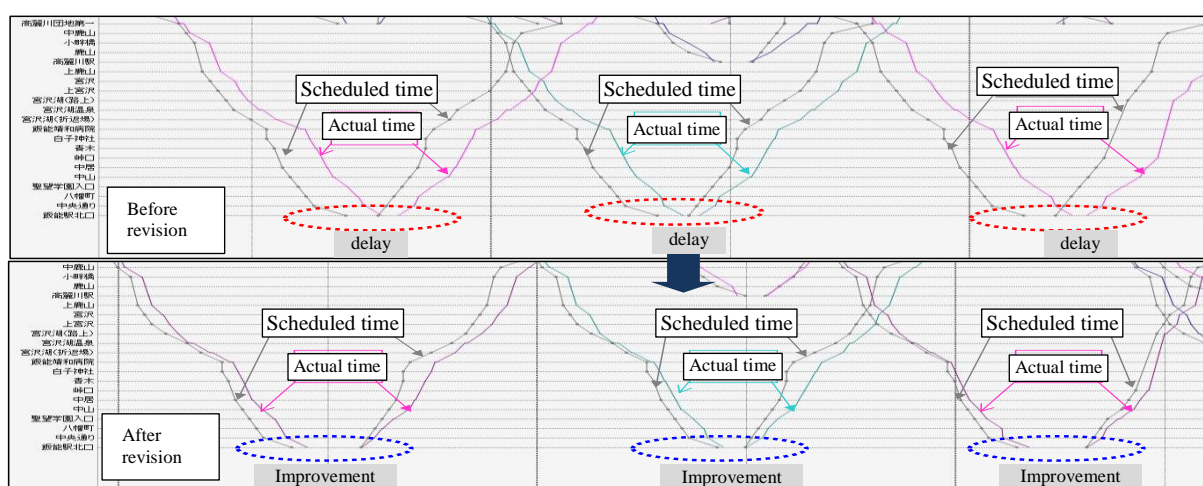 高麗川団地第一
中鹿山
小畔橋
鹿山
高麗川駅
上鹿山
宮沢
上宮沢
宮沢湖(路上)
宮沢湖温泉
宮沢湖(折返場)
飯能靖和病院
白子神社
青木
峠口
中居
中山
聖望学園入口
八幡町
中央通り
飯能駅北口
Scheduled time
Scheduled time
Scheduled time
Actual time
Actual time
Actual time
Before
revision
delay
delay
delay
中鹿山
小畔橋
鹿山
高麗川駅
上鹿山
宮沢
上宮沢
宮沢湖(路上)
宮沢湖温泉
宮沢湖(折返場)
飯能靖和病院
白子神社
青木
峠口
中居
中山
聖望学園入口
八幡町
中央通り
飯能駅北口
Scheduled time
Scheduled time
Scheduled time
Actual time
Actual time
Actual time
After
revision
Improvement
Improvement
Improvement